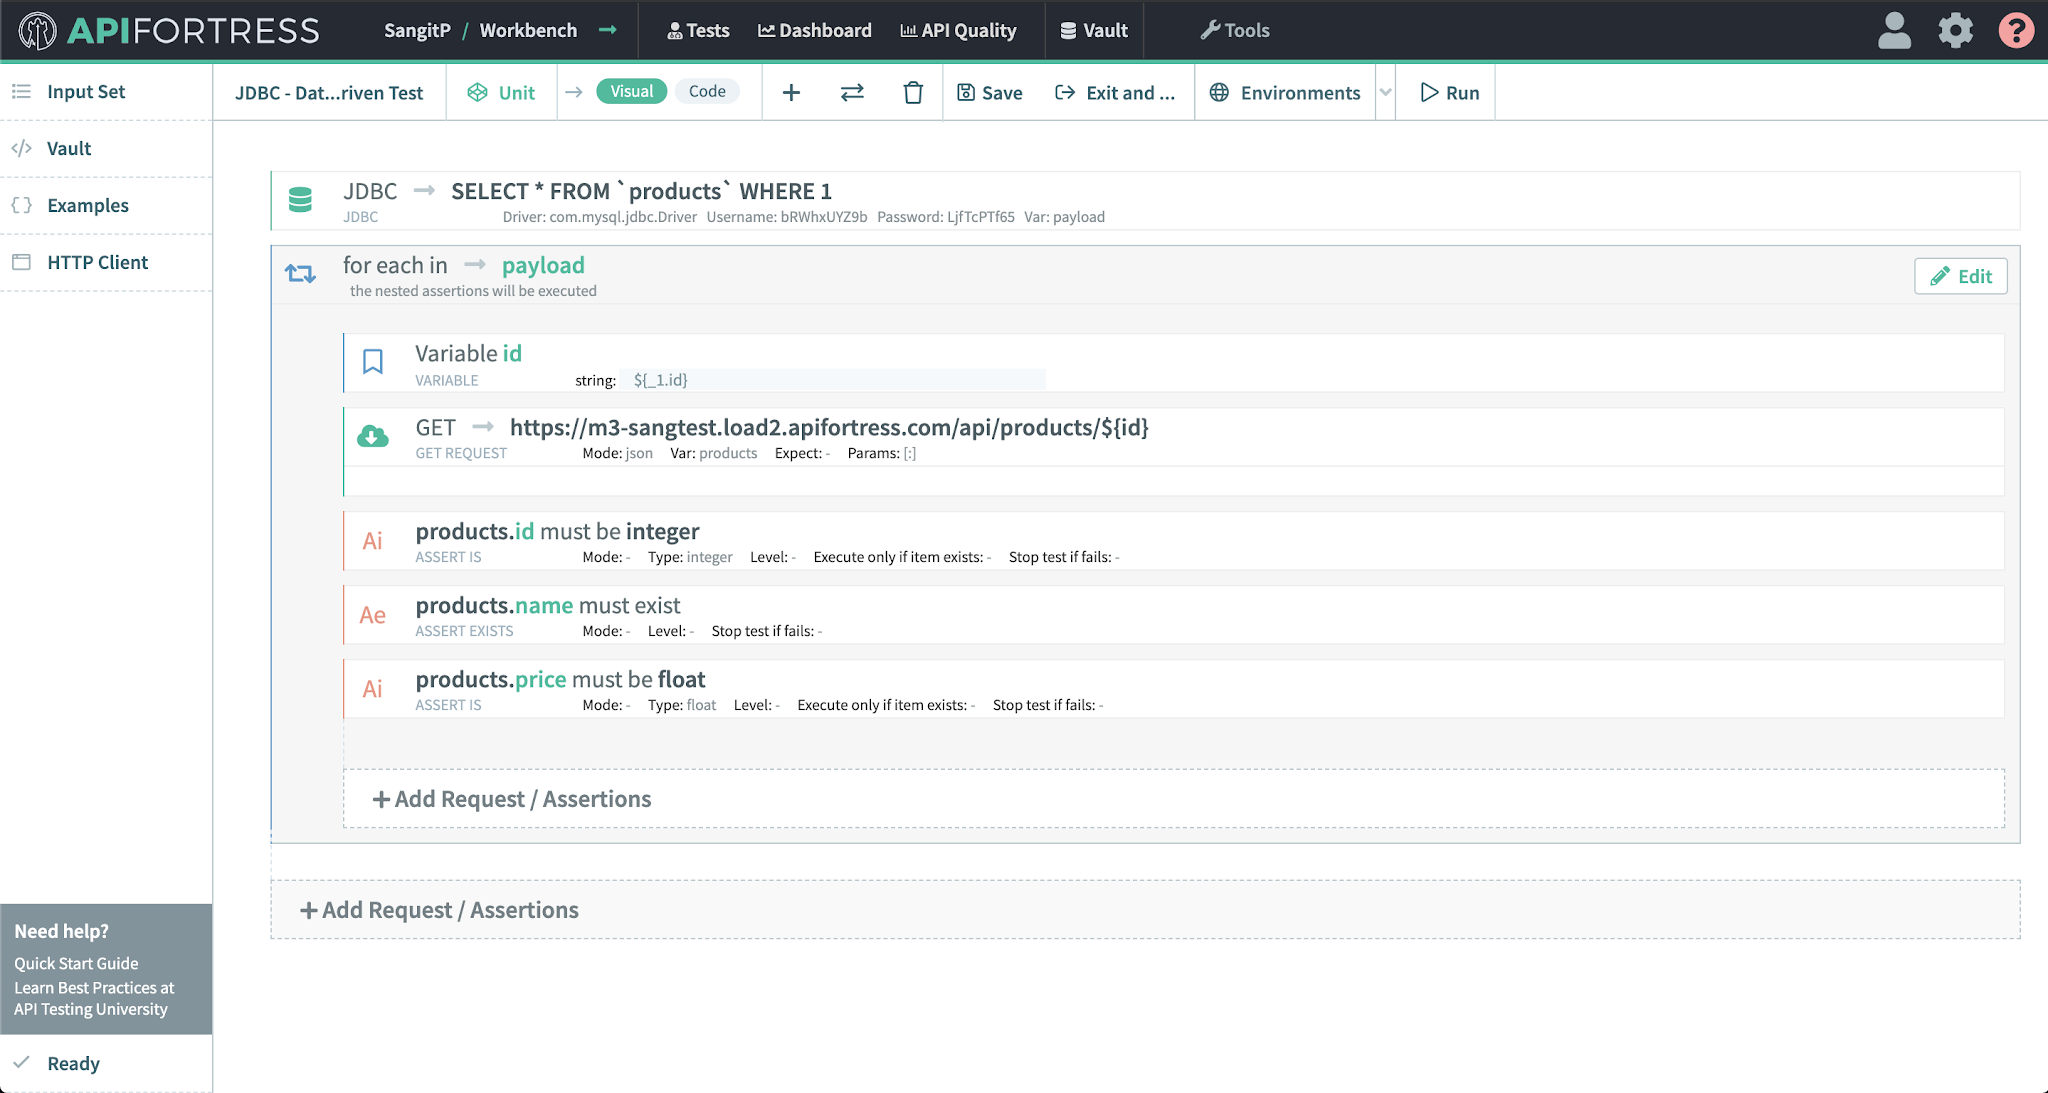 APIFORTRESS SangitP / Workbench Tests Dashboard API Quality Vault Tools ?
Input Set
Vault
Examples
HTTP Client
JDBC - Dat...riven Test Unit Visual Code Save Exit and ... Environments Run
JDBC SELECT * FROM `products` WHERE 1
JDBC Driver: com.mysql.jdbc.Driver Username: bRWhxUYZ9b Password: LjfTcPTf65 Var: payload
for each in payload
the nested assertions will be executed
Edit
Variable id
VARIABLE string: ${_1.id}
GET https://m3-sangtest.load2.apifortress.com/api/products/${id}
GET REQUEST Mode: json Var: products Expect: - Params: [:]
Ai products.id must be integer
ASSERT IS Mode: - Type: integer Level: - Execute only if item exists: - Stop test if fails: -
Ae products.name must exist
ASSERT EXISTS Mode: - Level: - Stop test if fails: -
Ai products.price must be float
ASSERT IS Mode: - Type: float Level: - Execute only if item exists: - Stop test if fails: -
+ Add Request / Assertions
+ Add Request / Assertions
Need help?
Quick Start Guide
Learn Best Practices at
API Testing University
Ready